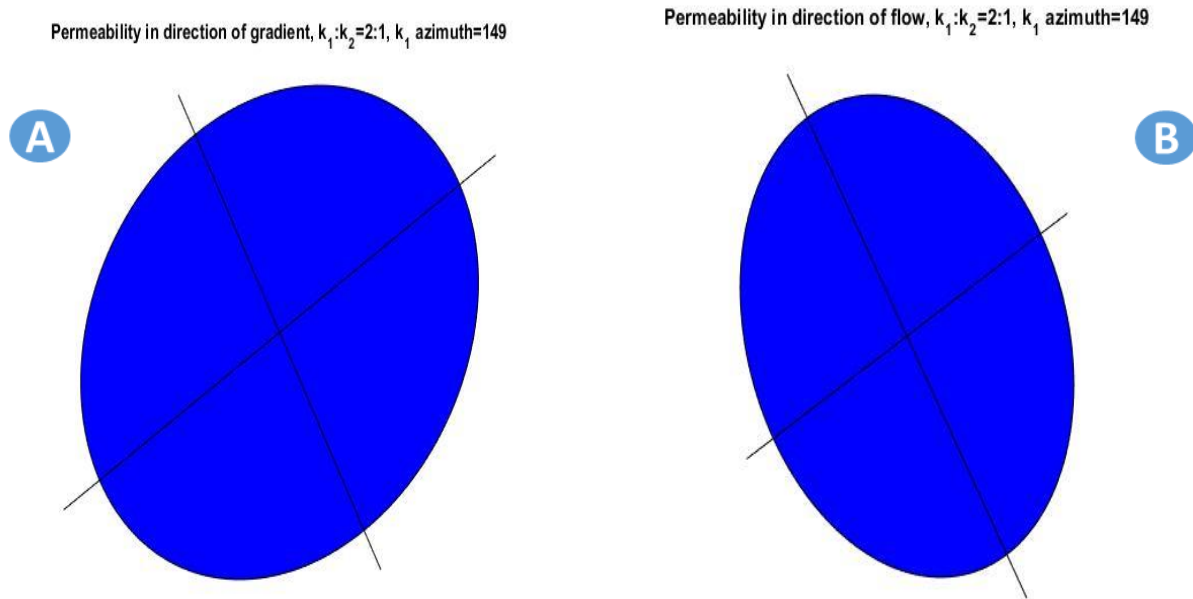 Permeability in direction of gradient, k1:k2=2:1, k1 azimuth=149
Permeability in direction of flow, k1:k2=2:1, k1 azimuth=149
A
B